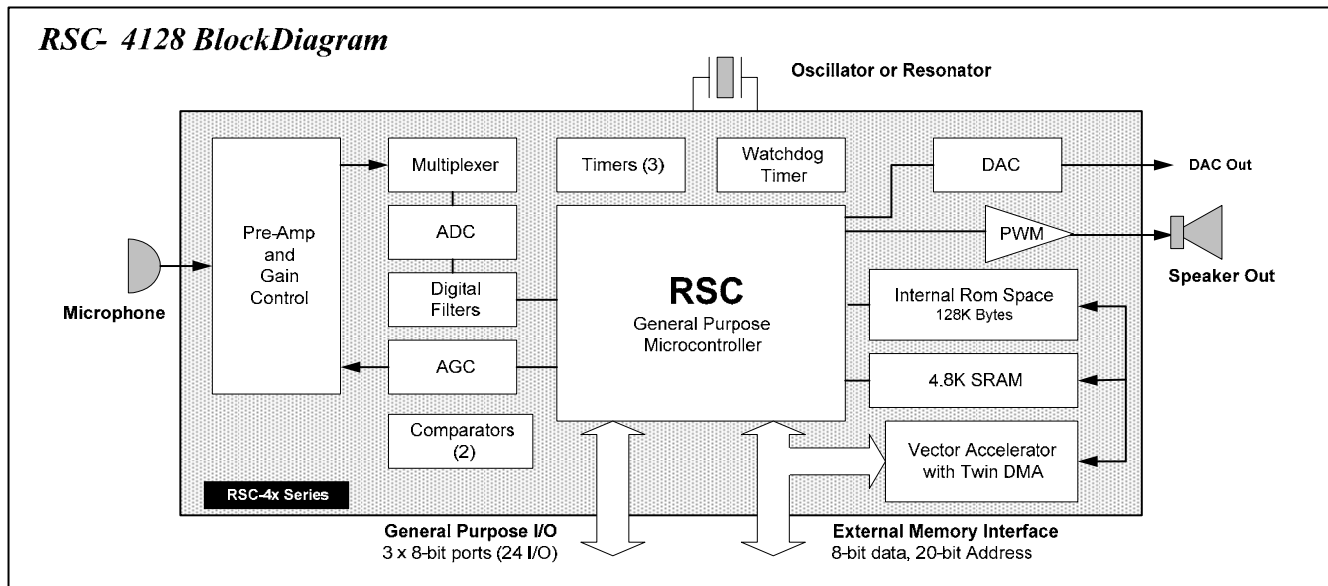 RSC- 4128 BlockDiagram
Oscillator or Resonator
Pre-Amp
and
Gain
Control
Multiplexer
ADC
Digital
Filters
AGC
Comparators
(2)
Timers (3)
Watchdog
Timer
RSC
General Purpose
Microcontroller
DAC
DAC Out
PWM
Speaker Out
Internal Rom Space
128K Bytes
4.8K SRAM
Vector Accelerator
with Twin DMA
Microphone
RSC-4x Series
General Purpose I/O
3 x 8-bit ports (24 I/O)
External Memory Interface
8-bit data, 20-bit Address